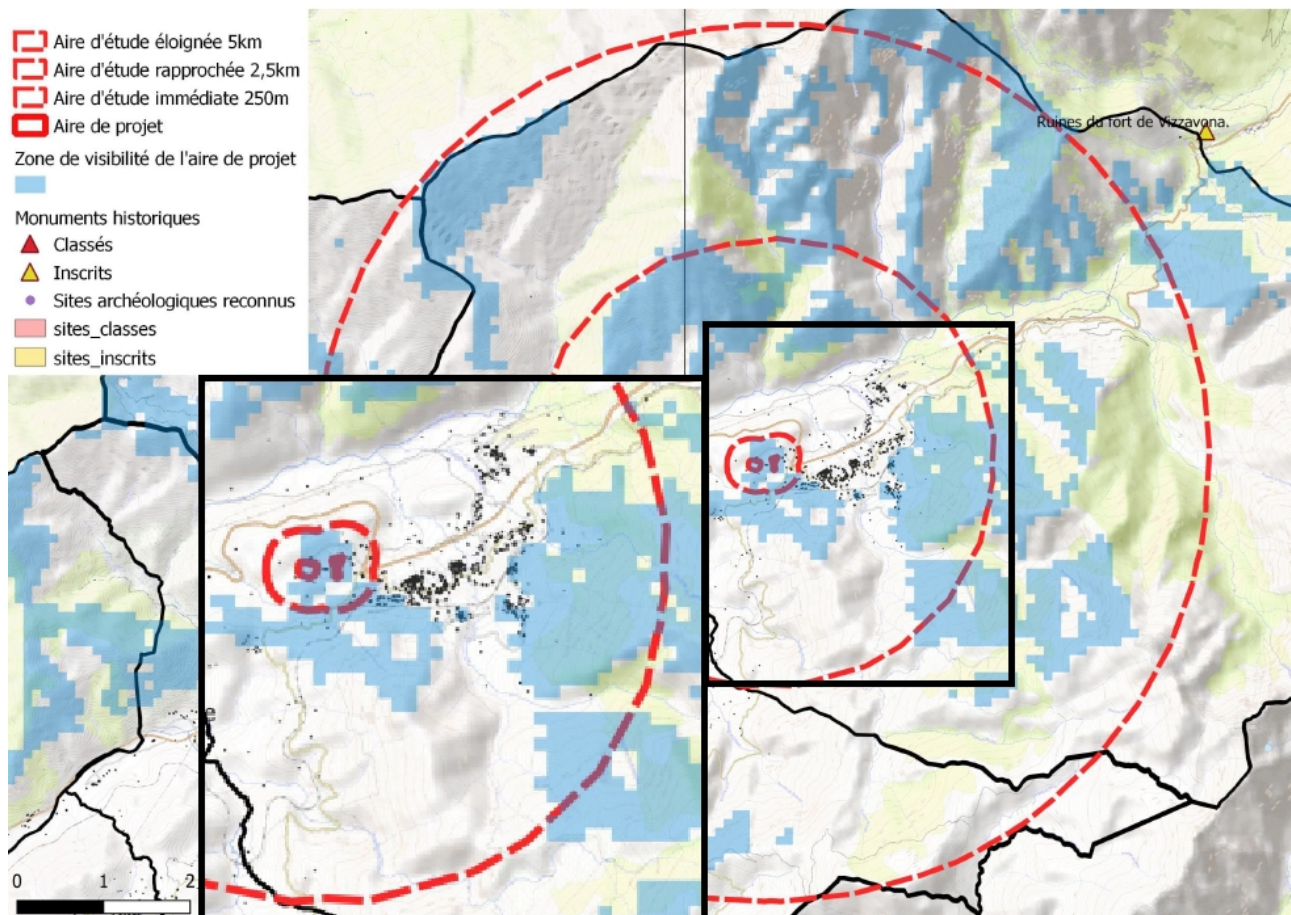 Aire d'étude éloignée 5km
Aire d'étude rapprochée 2,5km
Aire d'étude immédiate 250m
Aire de projet
Zone de visibilité de l'aire de projet
Monuments historiques
Classés
Inscrits
Sites archéologiques reconnus
sites_classes
sites_inscrits
Ruines du fort de Vizzavona.
0 1 2